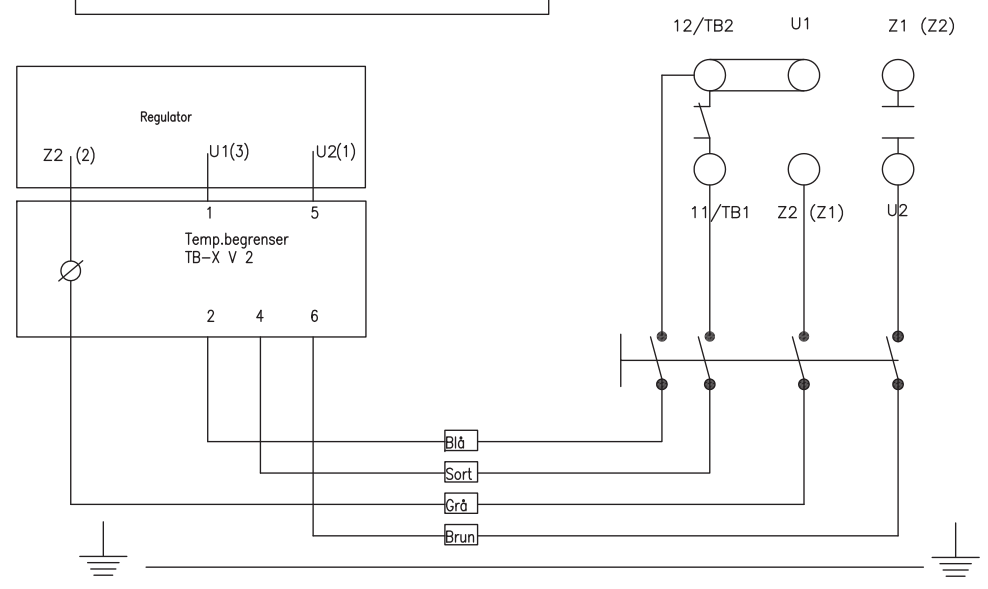 12/TB2 U1 Z1 (Z2)
Regulator
Z2 (2) U1(3) U2(1)
11/TB1 Z2 (Z1) U2
1 5
Temp.begrenser
TB-X V 2
2 4 6
Blå
Sort
Grå
Brun